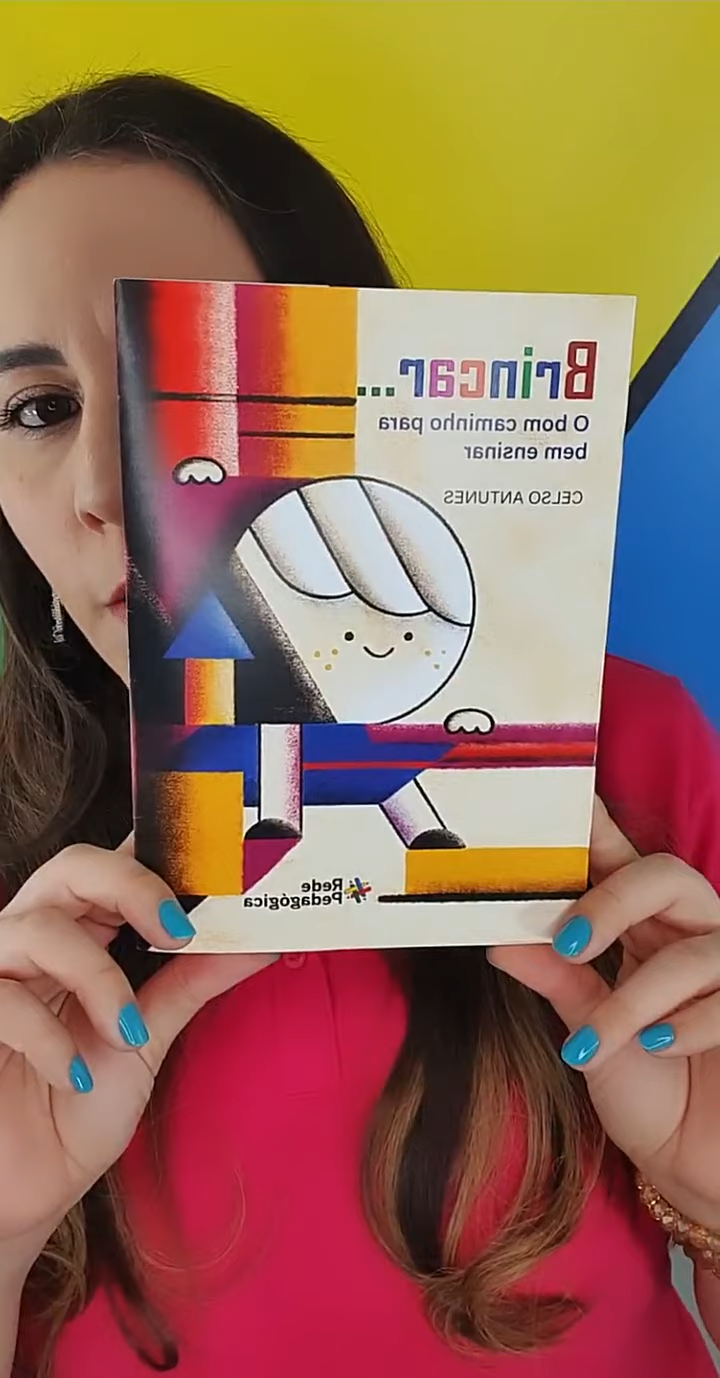 Brincar...
O bom caminho para
bem ensinar
CELSO ANTUNES
Rede
Pedagógica